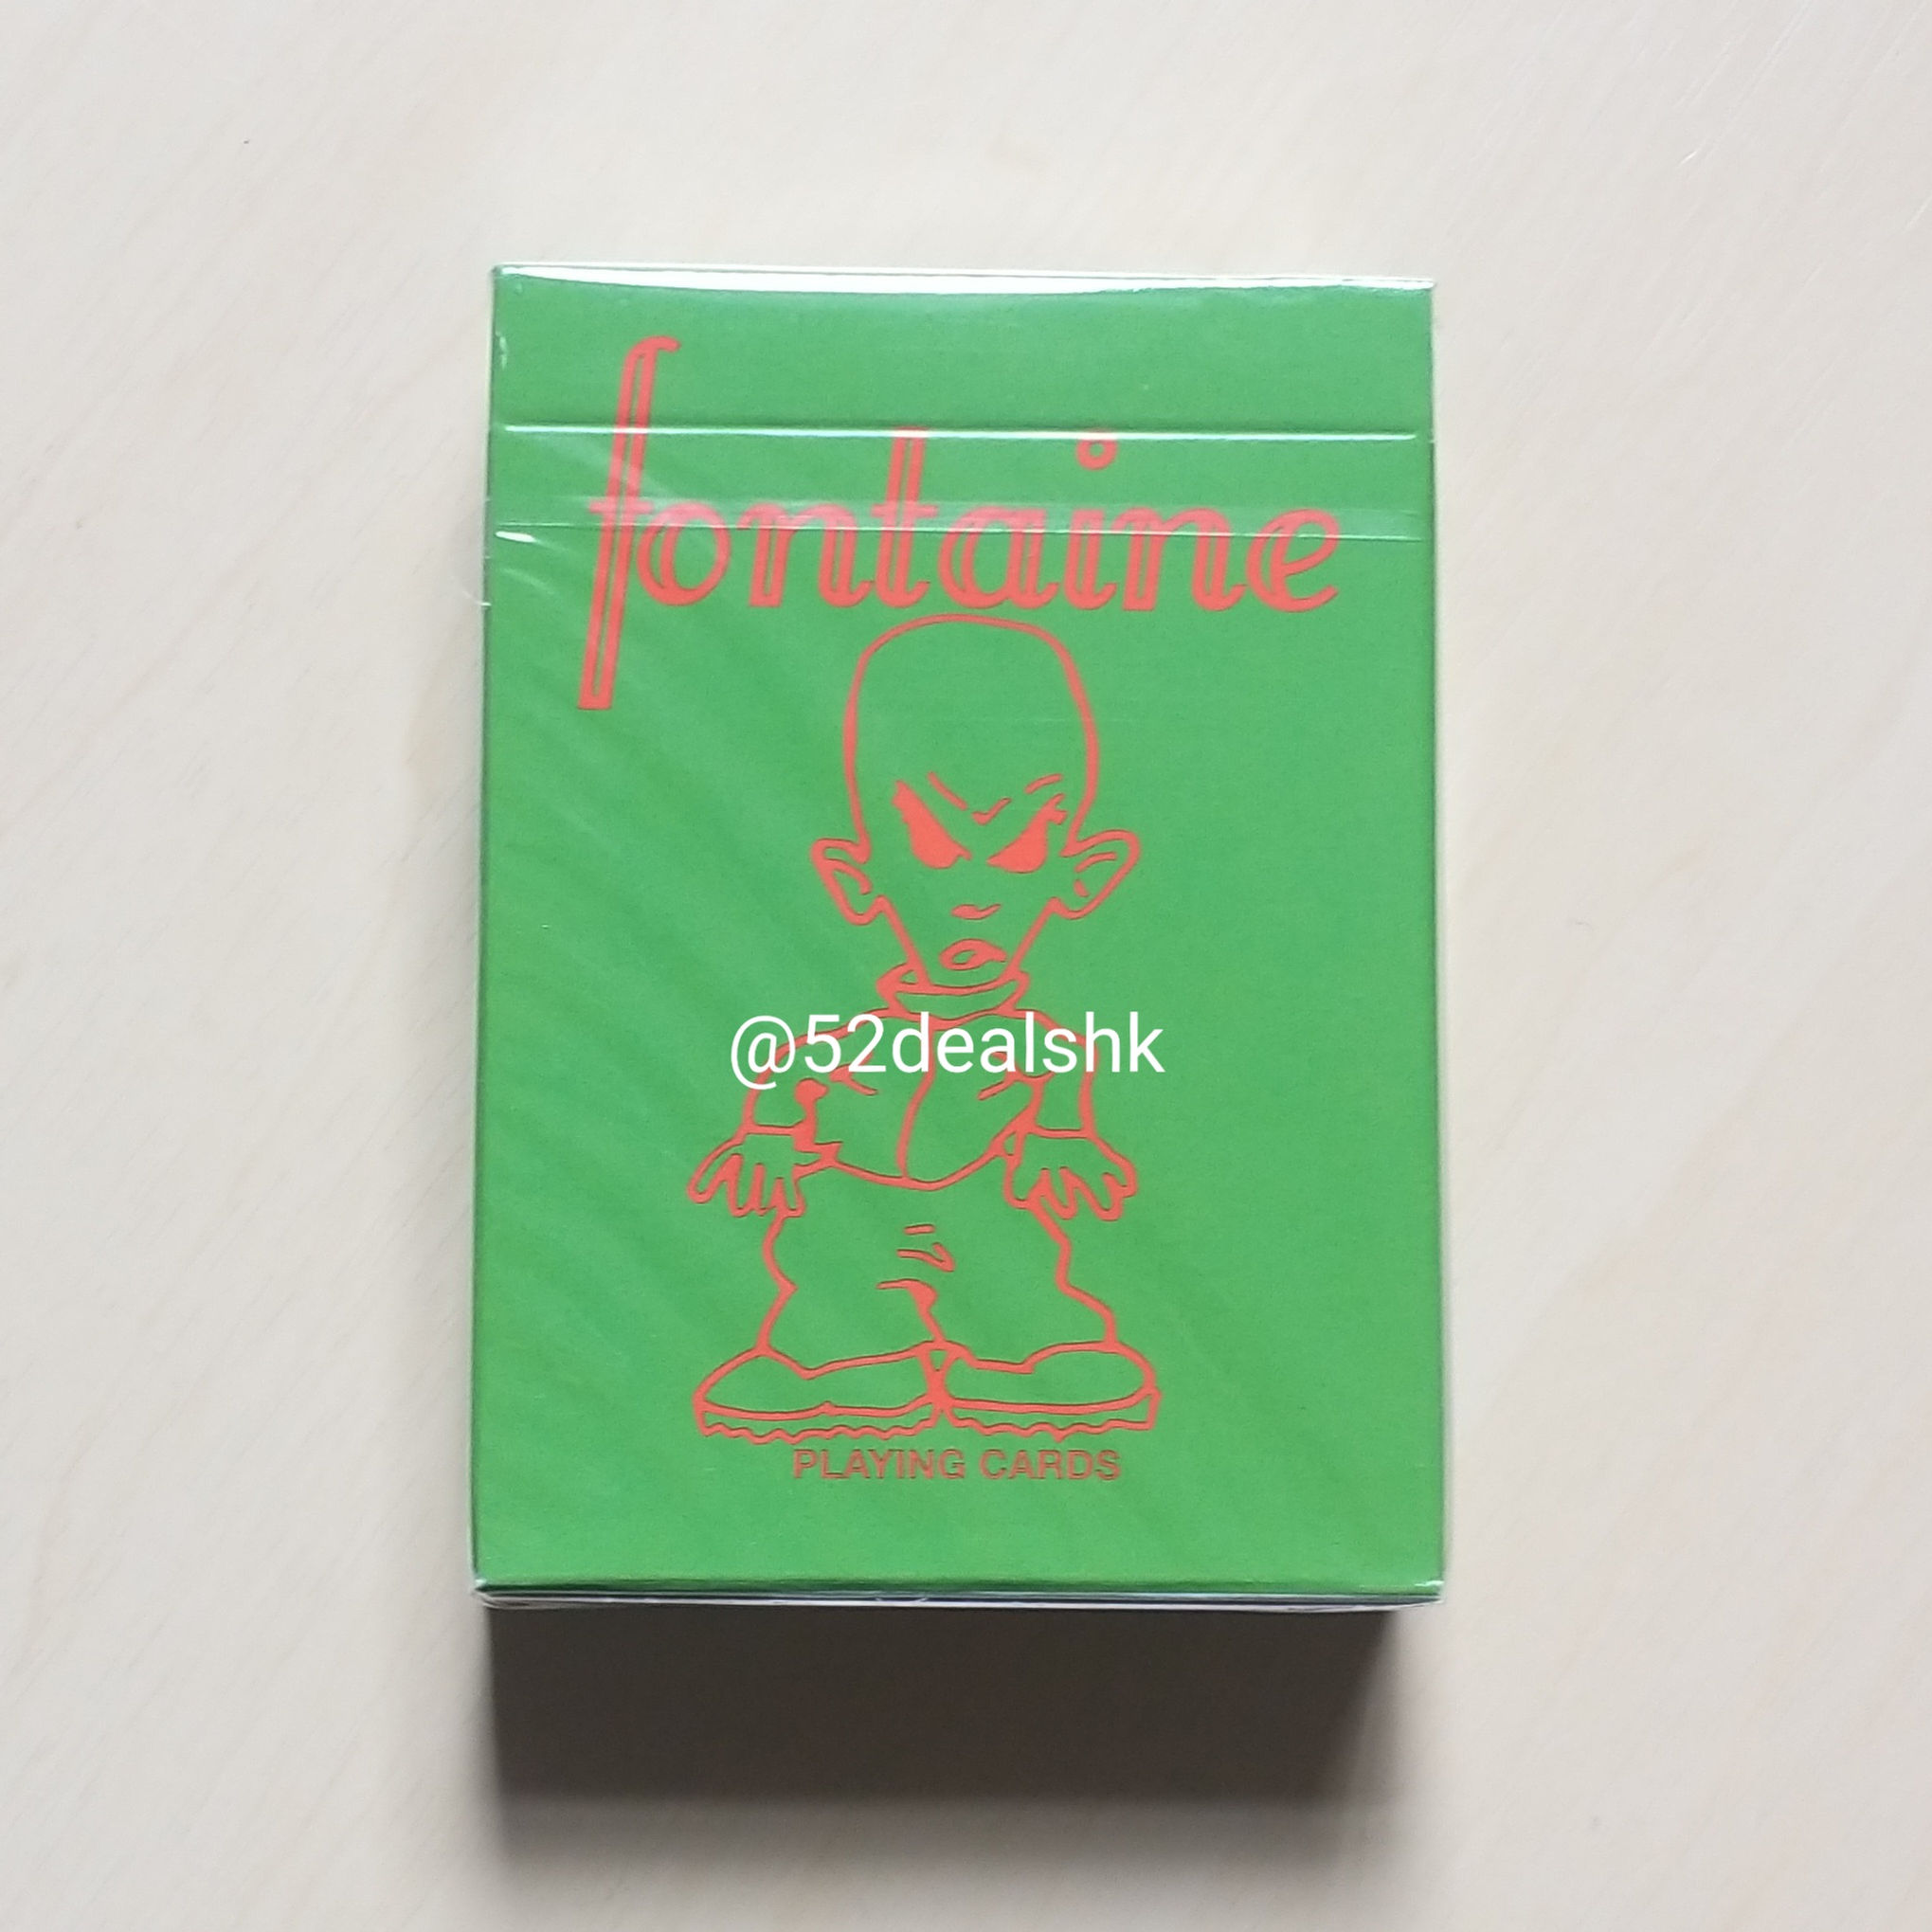 fontaine
@52dealshk
PLAYING CARDS